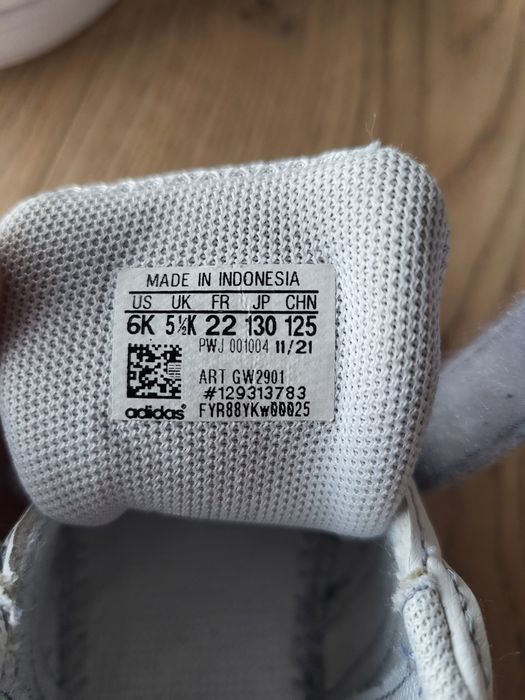 MADE IN INDONESIA
US UK FR JP CHN
6K 5½K 22 130 125
PWJ 001004 11/21
ART GW2901
#129313783
adidas FYR88YKw00025